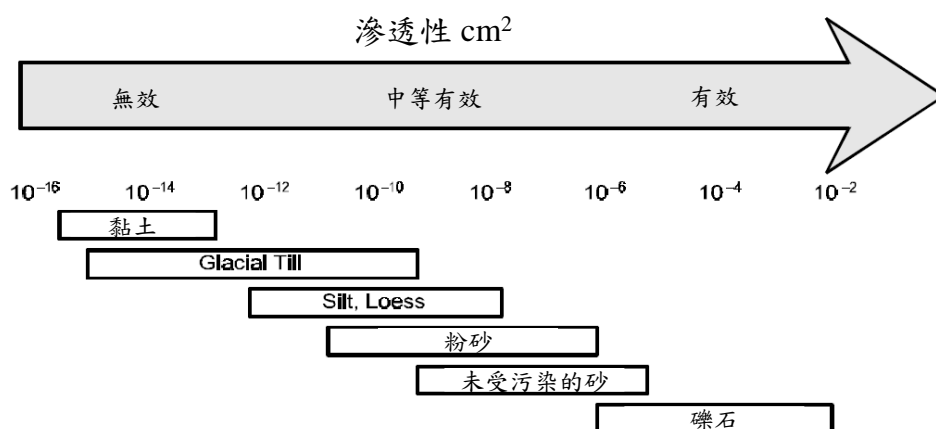 滲透性 cm²
無效 中等有效 有效
10⁻¹⁶ 10⁻¹⁴ 10⁻¹² 10⁻¹⁰ 10⁻⁸ 10⁻⁶ 10⁻⁴ 10⁻²
黏土
Glacial Till
Silt, Loess
粉砂
未受污染的砂
礫石